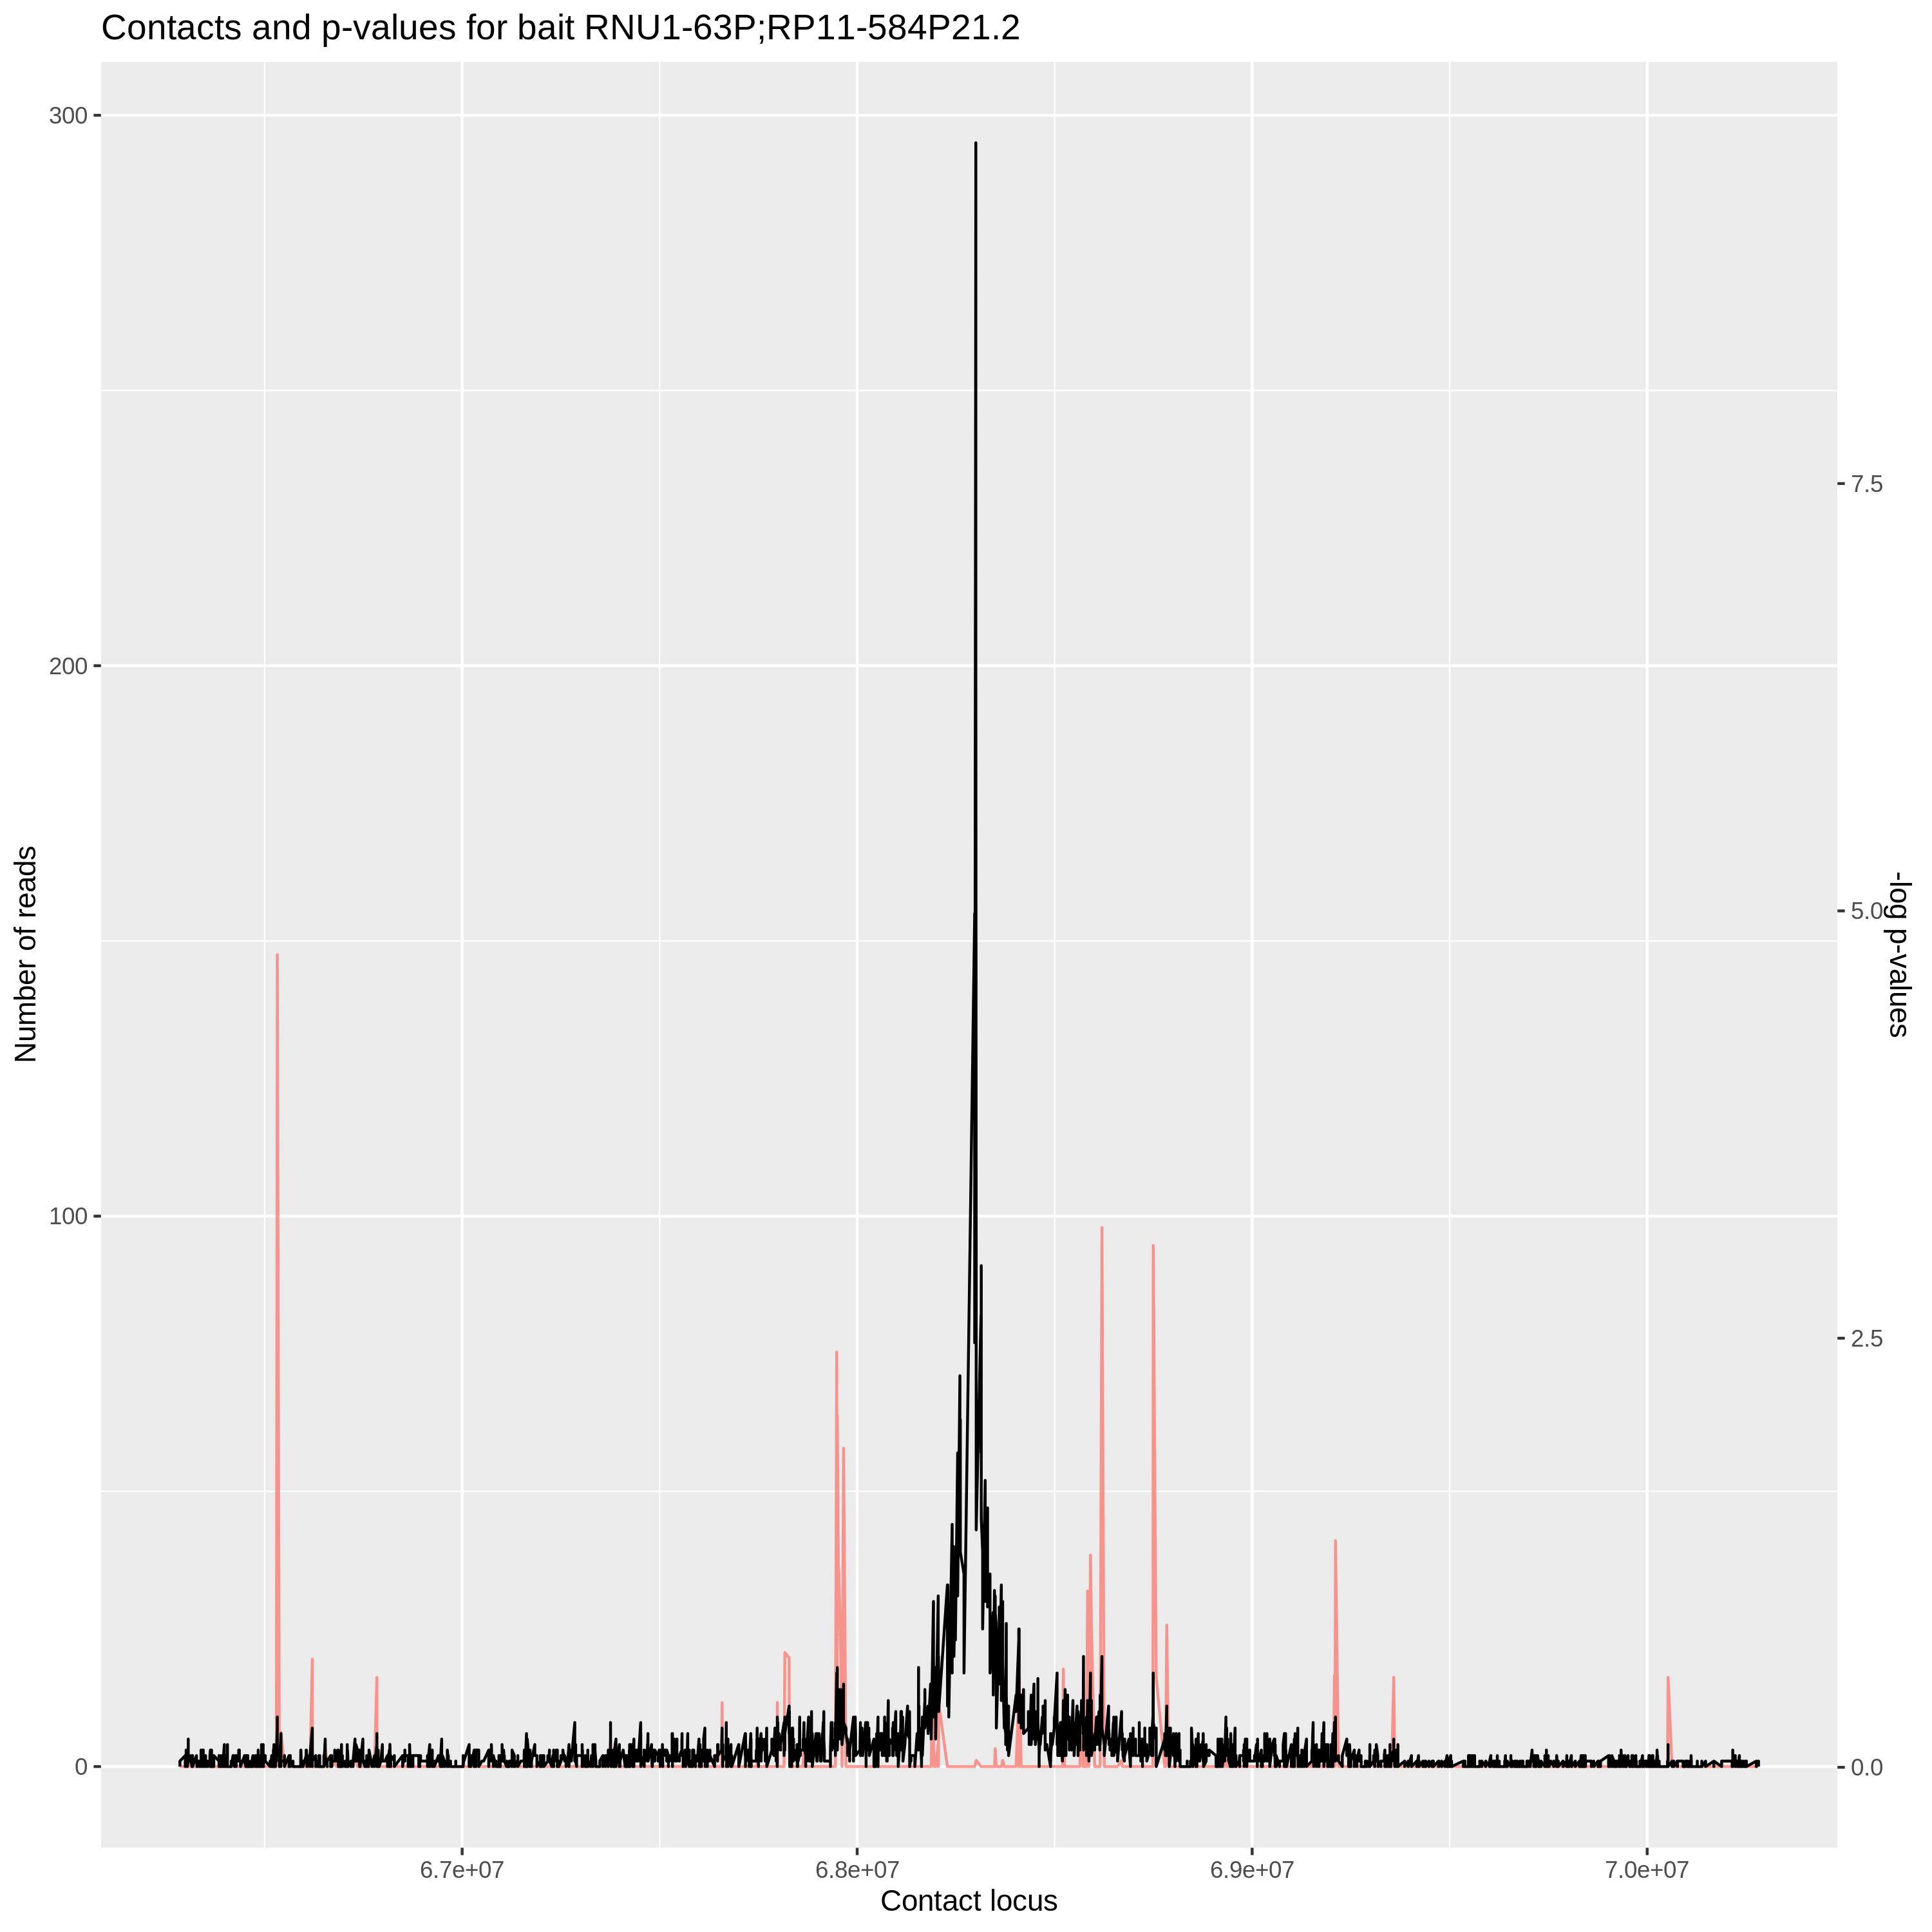 Contacts and p-values for bait RNU1-63P;RP11-584P21.2
300
200
100
0
Number of reads
7.5
5.0
2.5
0.0
-log p-values
6.7e+07
6.8e+07
6.9e+07
7.0e+07
Contact locus